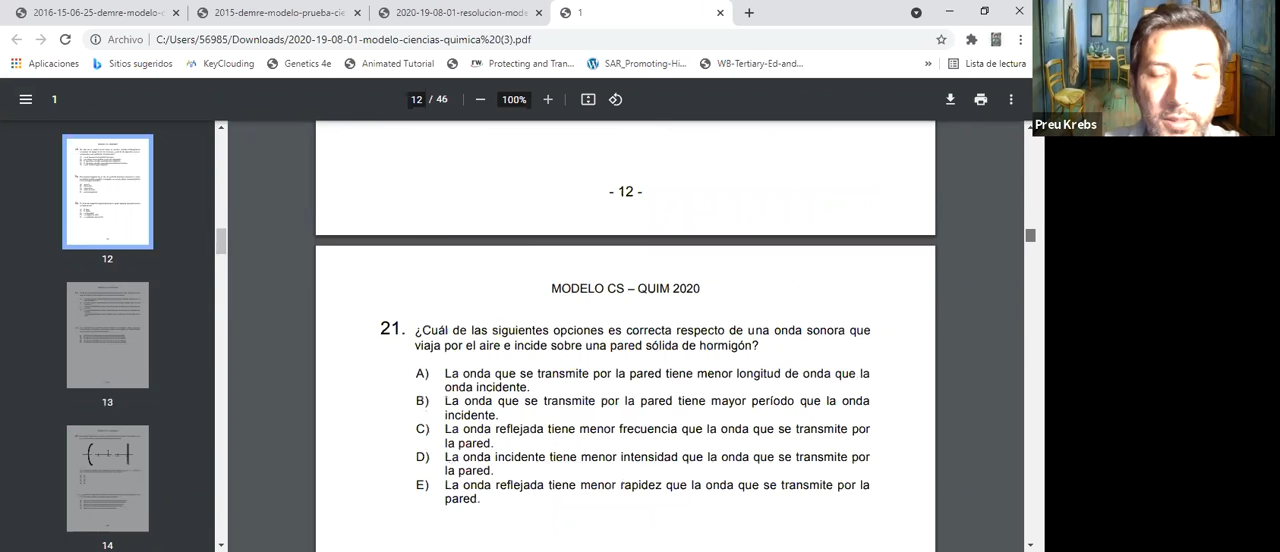 2016-15-06-25-demre-modelo-
2015-demre-modelo-prueba-cie
2020-19-08-01-resolucion-mode
1
Archivo
C:/Users/56985/Downloads/2020-19-08-01-modelo-ciencias-quimica%20(3).pdf
Aplicaciones
Sitios sugeridos
KeyClouding
Genetics 4e
Animated Tutorial
Protecting and Tran...
SAR_Promoting-Hi...
WB-Tertiary-Ed-and...
»
Lista de lectura
Preu Krebs
1
12 / 46
100%
12
13
14
- 12 -
MODELO CS – QUIM 2020
21. ¿Cuál de las siguientes opciones es correcta respecto de una onda sonora que
viaja por el aire e incide sobre una pared sólida de hormigón?
A) La onda que se transmite por la pared tiene menor longitud de onda que la
onda incidente.
B) La onda que se transmite por la pared tiene mayor período que la onda
incidente.
C) La onda reflejada tiene menor frecuencia que la onda que se transmite por
la pared.
D) La onda incidente tiene menor intensidad que la onda que se transmite por
la pared.
E) La onda reflejada tiene menor rapidez que la onda que se transmite por la
pared.